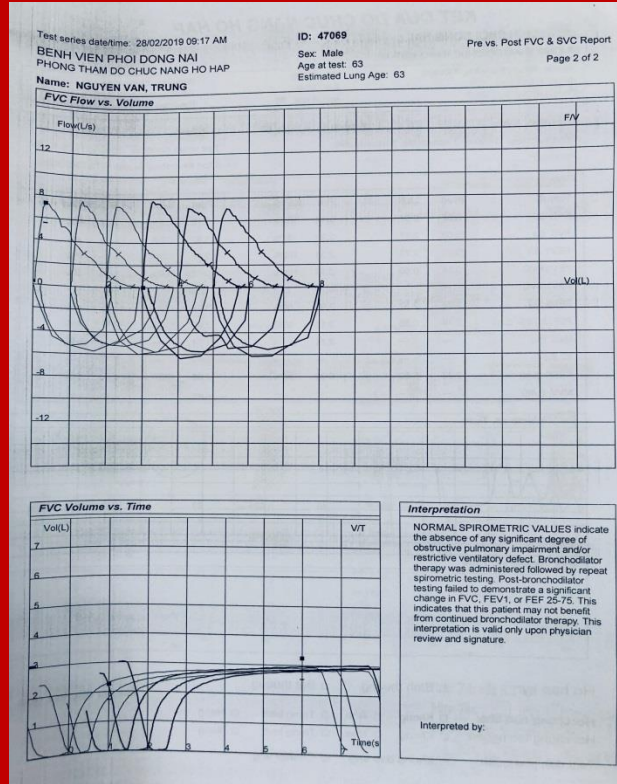 Test series date/time: 28/02/2019 09:17 AM
BENH VIEN PHOI DONG NAI
PHONG THAM DO CHUC NANG HO HAP
Name: NGUYEN VAN, TRUNG
ID: 47069
Sex: Male
Age at test: 63
Estimated Lung Age: 63
Pre vs. Post FVC & SVC Report
Page 2 of 2
FVC Flow vs. Volume
Flow(L/s)
F/V
12
8
4
0
8
Vol(L)
-4
-8
-12
FVC Volume vs. Time
Vol(L)
V/T
7
6
5
4
3
2
1
0
1
2
3
4
5
6
7
Time(s
Interpretation
NORMAL SPIROMETRIC VALUES indicate
the absence of any significant degree of
obstructive pulmonary impairment and/or
restrictive ventilatory defect. Bronchodilator
therapy was administered followed by repeat
spirometric testing. Post-bronchodilator
testing failed to demonstrate a significant
change in FVC, FEV1, or FEF 25-75. This
indicates that this patient may not benefit
from continued bronchodilator therapy. This
interpretation is valid only upon physician
review and signature.
Interpreted by: